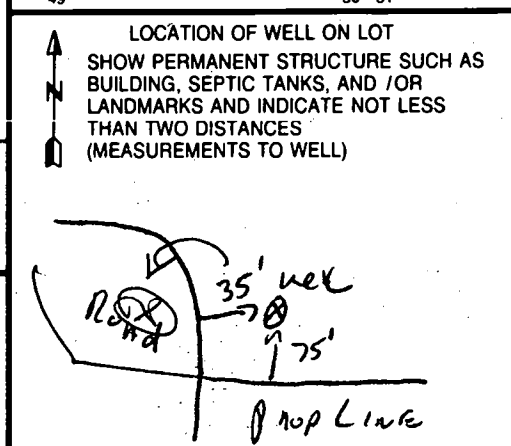 LOCATION OF WELL ON LOT
SHOW PERMANENT STRUCTURE SUCH AS
BUILDING, SEPTIC TANKS, AND / OR
LANDMARKS AND INDICATE NOT LESS
THAN TWO DISTANCES
(MEASUREMENTS TO WELL)
N
35' well
Road
75'
Prop Line